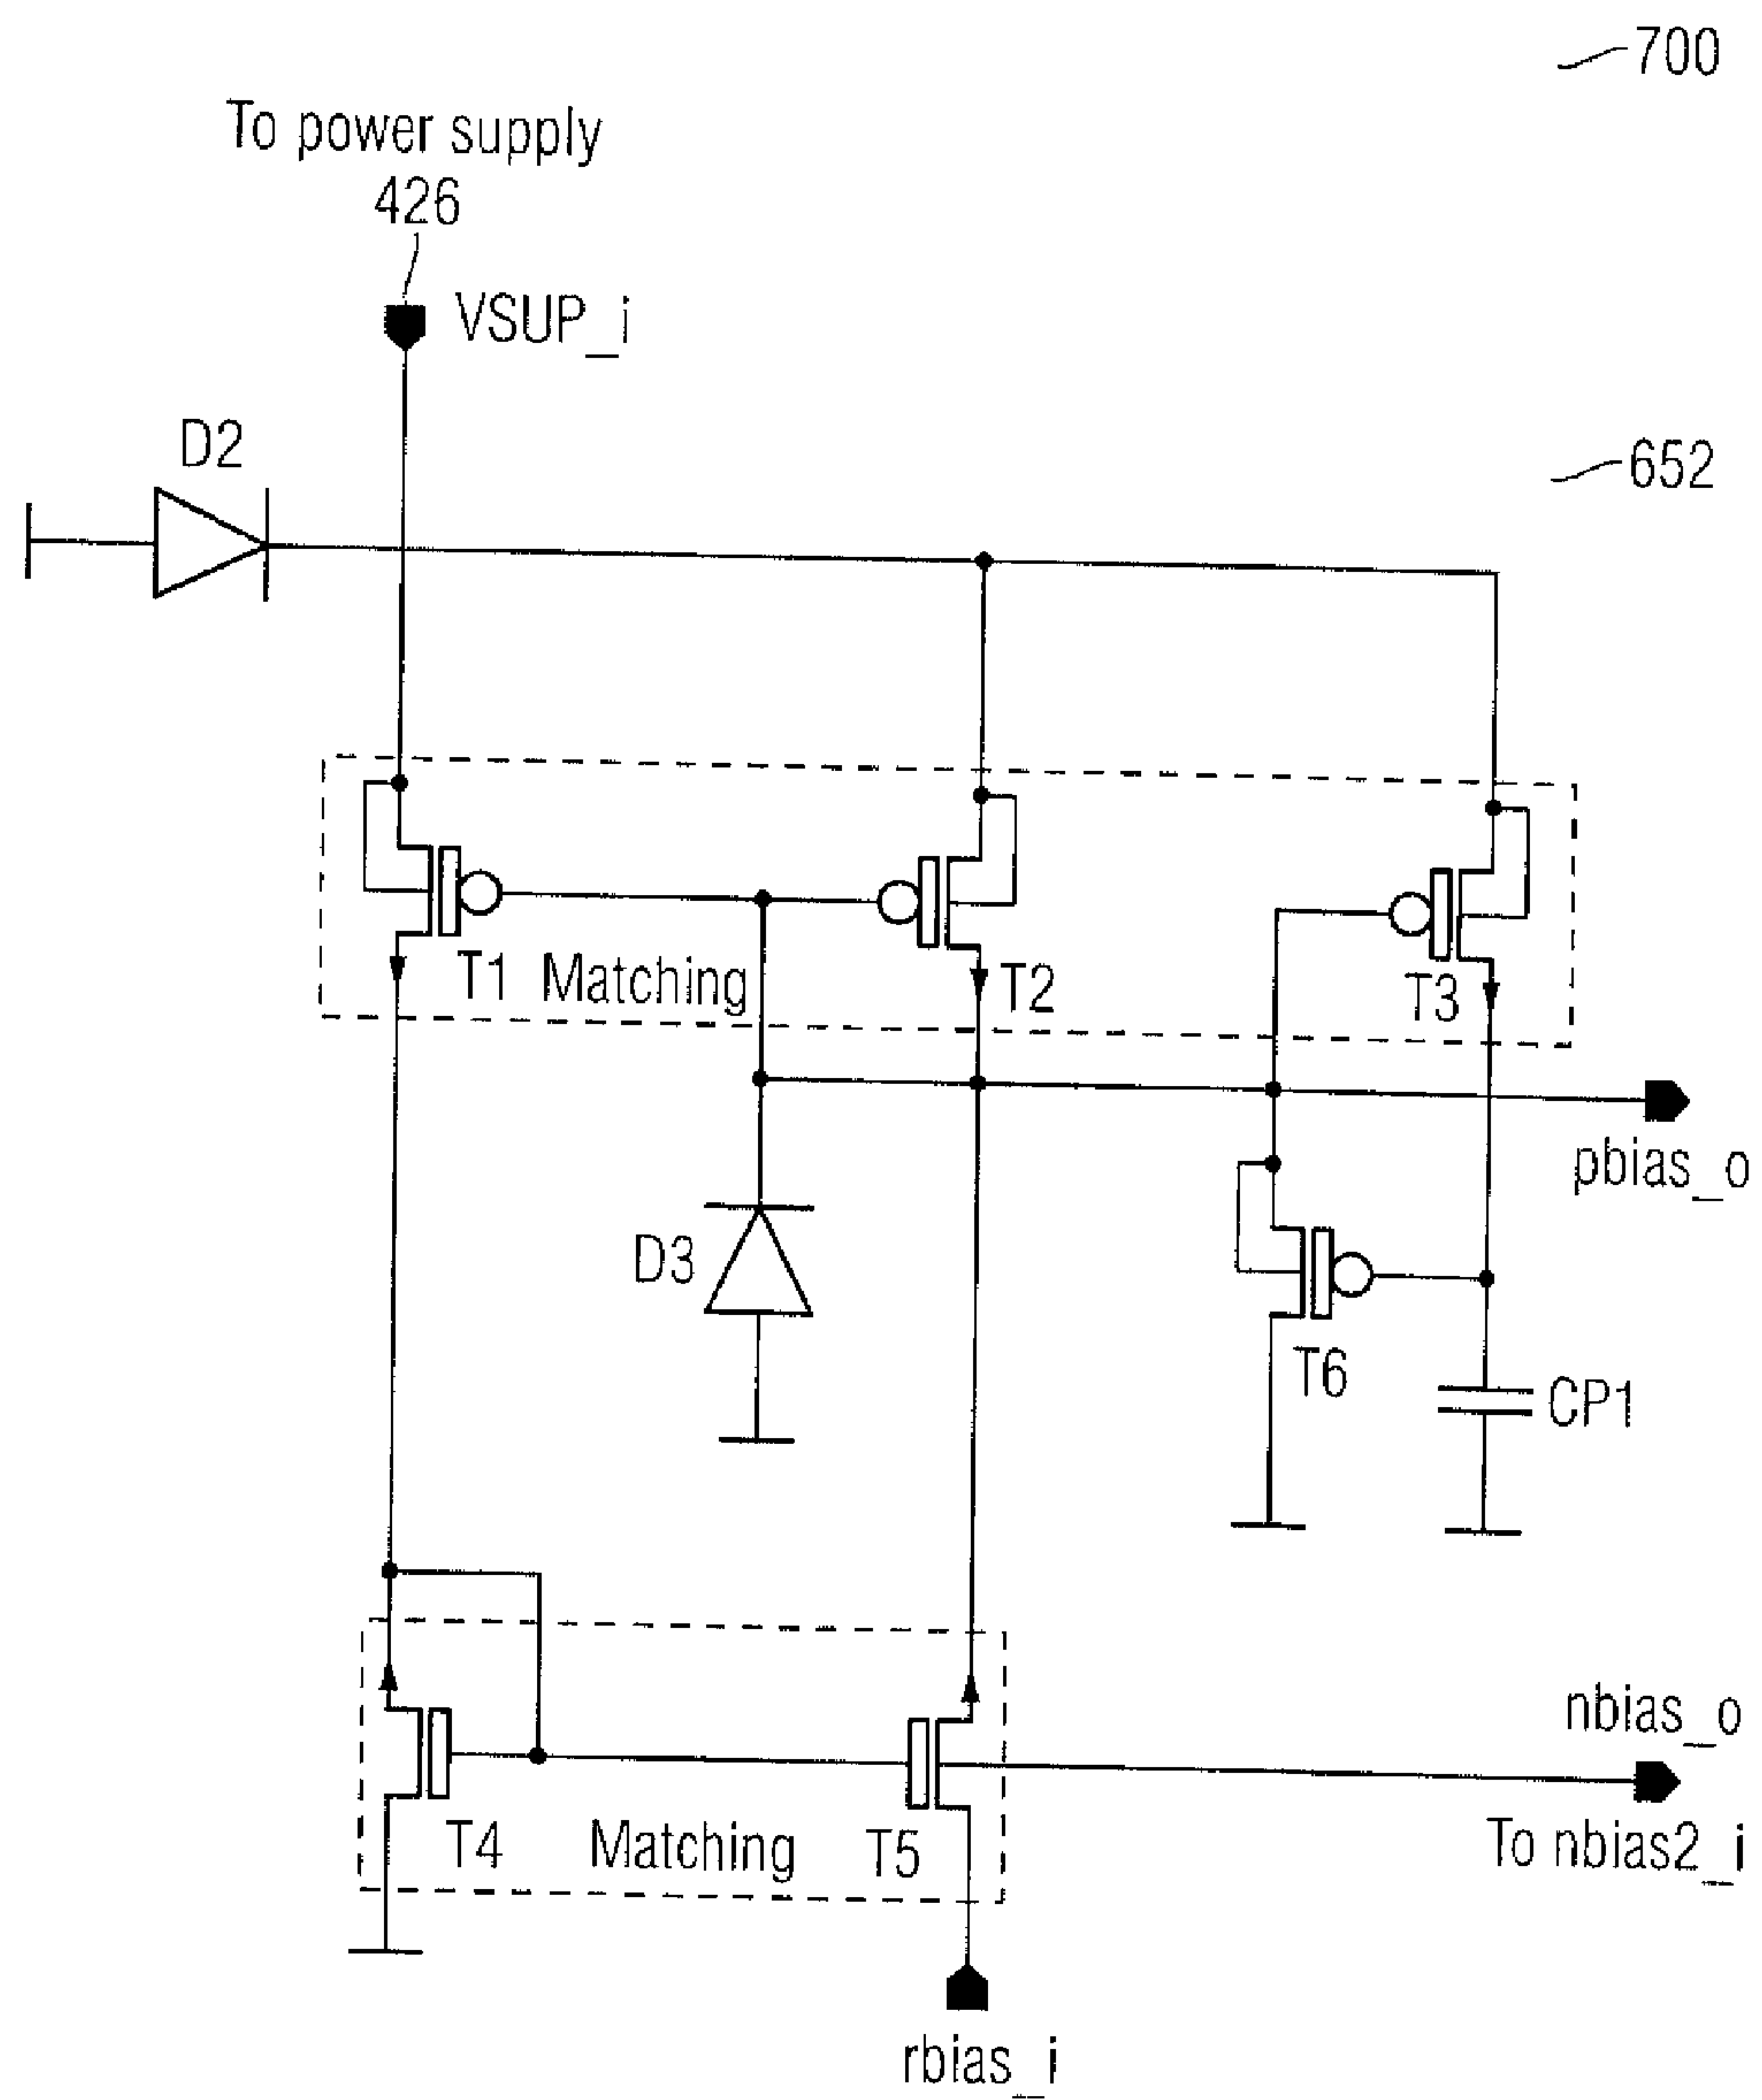 700
To power supply
426
VSUP_i
D2
652
T1 Matching
T2
T3
pbias_o
D3
T6
CP1
nbias_o
T4 Matching T5
To nbias2_i
rbias_i